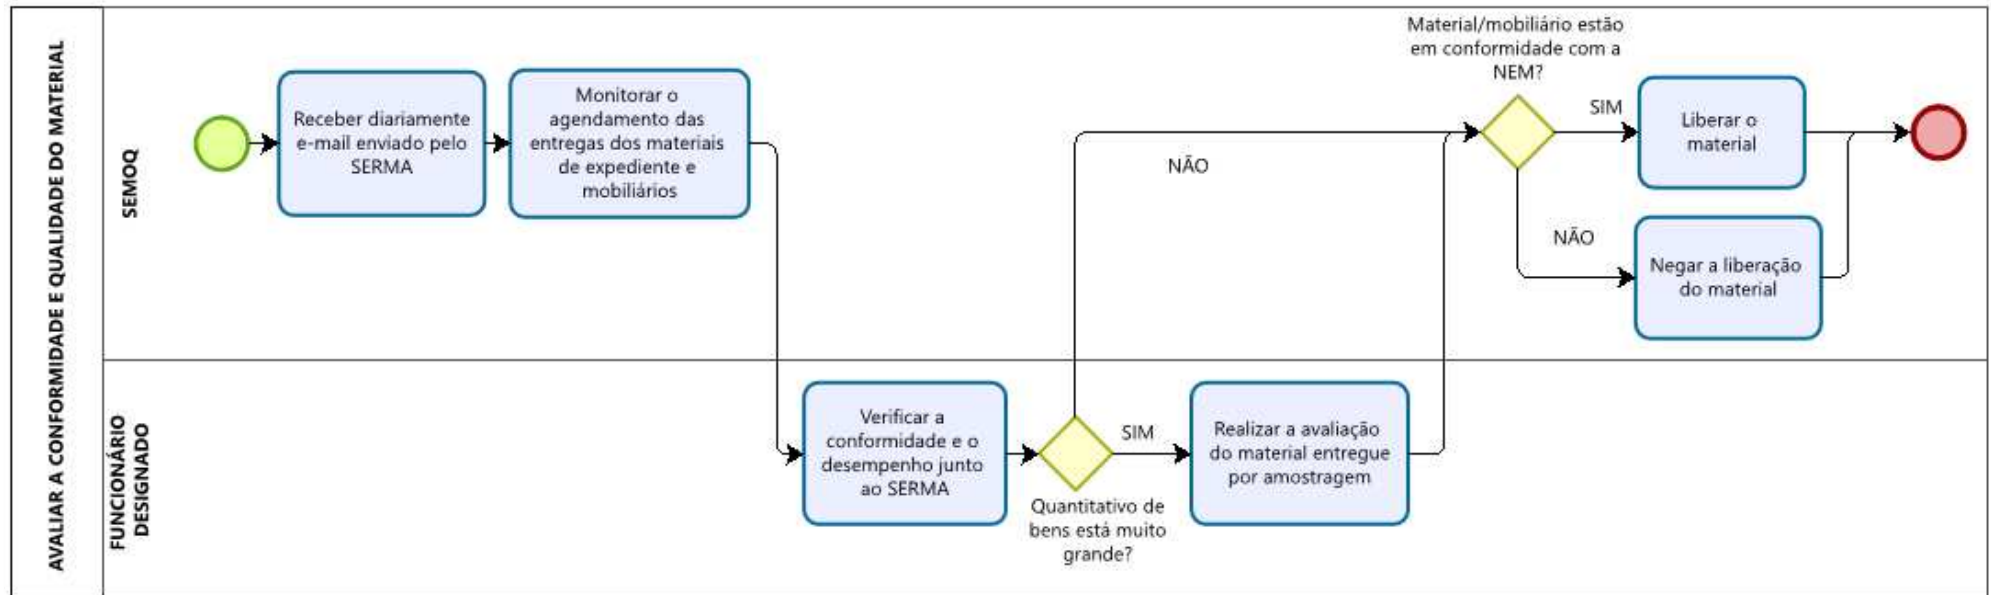 AVALIAR A CONFORMIDADE E QUALIDADE DO MATERIAL
SEMOQ
Receber diariamente
e-mail enviado pelo
SERMA
Monitorar o
agendamento das
entregas dos materiais
de expediente e
mobiliários
NÃO
Material/mobiliário estão
em conformidade com a
NEM?
SIM
Liberar o
material
NÃO
Negar a liberação
do material
FUNCIONÁRIO
DESIGNADO
Verificar a
conformidade e o
desempenho junto
ao SERMA
Quantitativo de
bens está muito
grande?
SIM
Realizar a avaliação
do material entregue
por amostragem